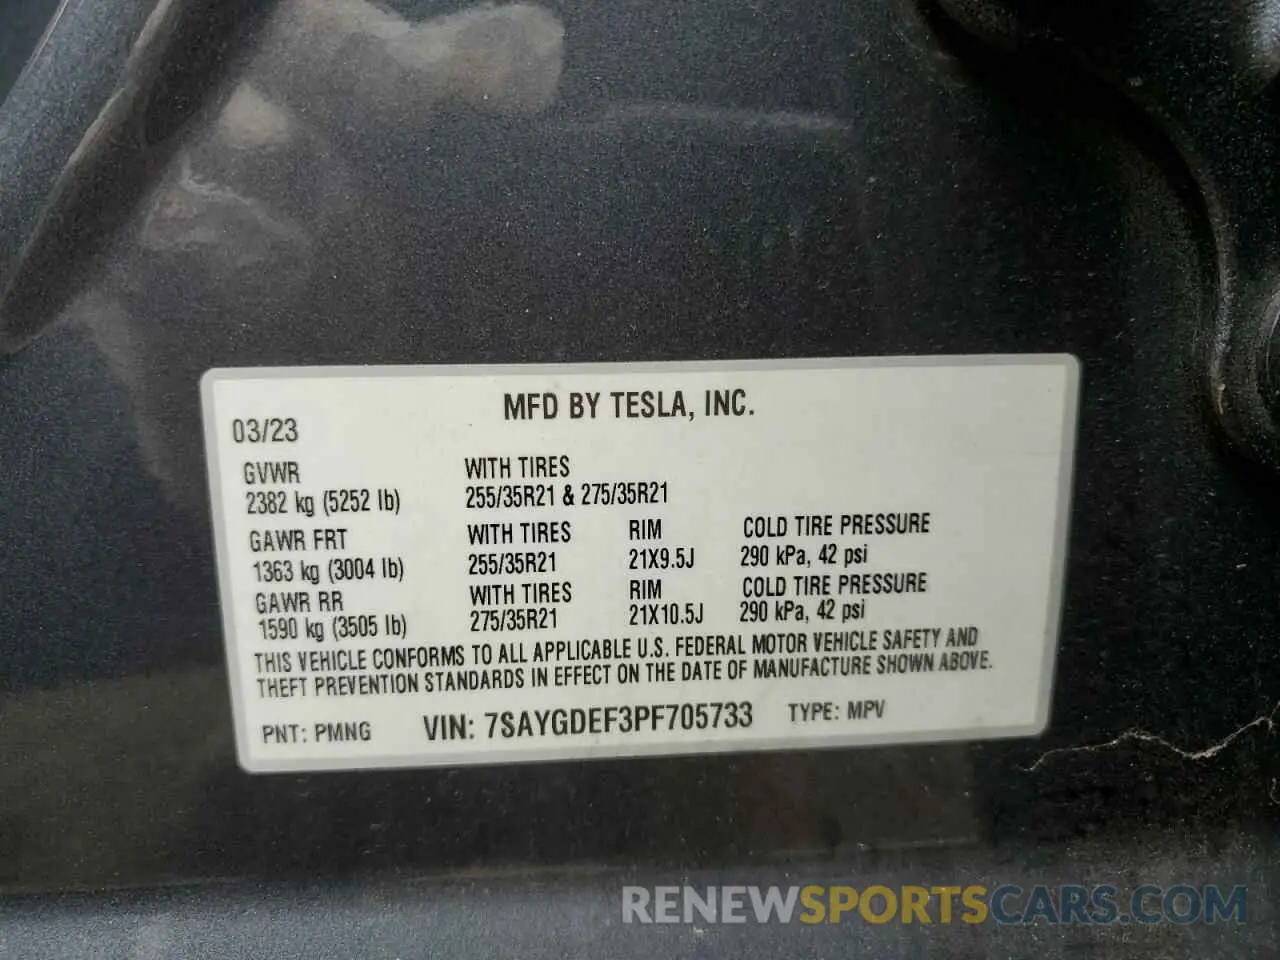 MFD BY TESLA, INC.
03/23
GVWR WITH TIRES
2382 kg (5252 lb) 255/35R21 & 275/35R21
GAWR FRT WITH TIRES RIM COLD TIRE PRESSURE
1363 kg (3004 lb) 255/35R21 21X9.5J 290 kPa, 42 psi
GAWR RR WITH TIRES RIM COLD TIRE PRESSURE
1590 kg (3505 lb) 275/35R21 21X10.5J 290 kPa, 42 psi
THIS VEHICLE CONFORMS TO ALL APPLICABLE U.S. FEDERAL MOTOR VEHICLE SAFETY AND
THEFT PREVENTION STANDARDS IN EFFECT ON THE DATE OF MANUFACTURE SHOWN ABOVE.
PNT: PMNG VIN: 7SAYGDEF3PF705733 TYPE: MPV
RENEWSPORTSCARS.COM